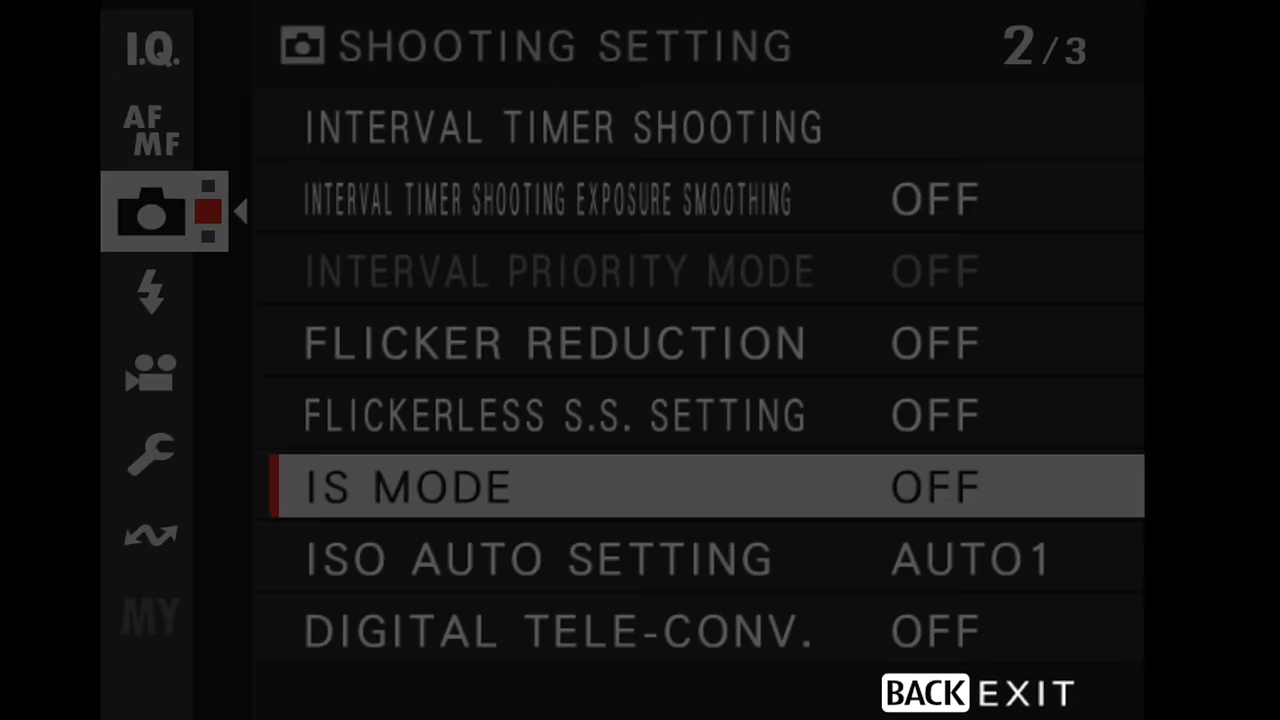 I.Q.
SHOOTING SETTING 2/3
AF
MF
INTERVAL TIMER SHOOTING
INTERVAL TIMER SHOOTING EXPOSURE SMOOTHING OFF
INTERVAL PRIORITY MODE OFF
FLICKER REDUCTION OFF
FLICKERLESS S.S. SETTING OFF
IS MODE OFF
ISO AUTO SETTING AUTO1
MY
DIGITAL TELE-CONV. OFF
BACK EXIT